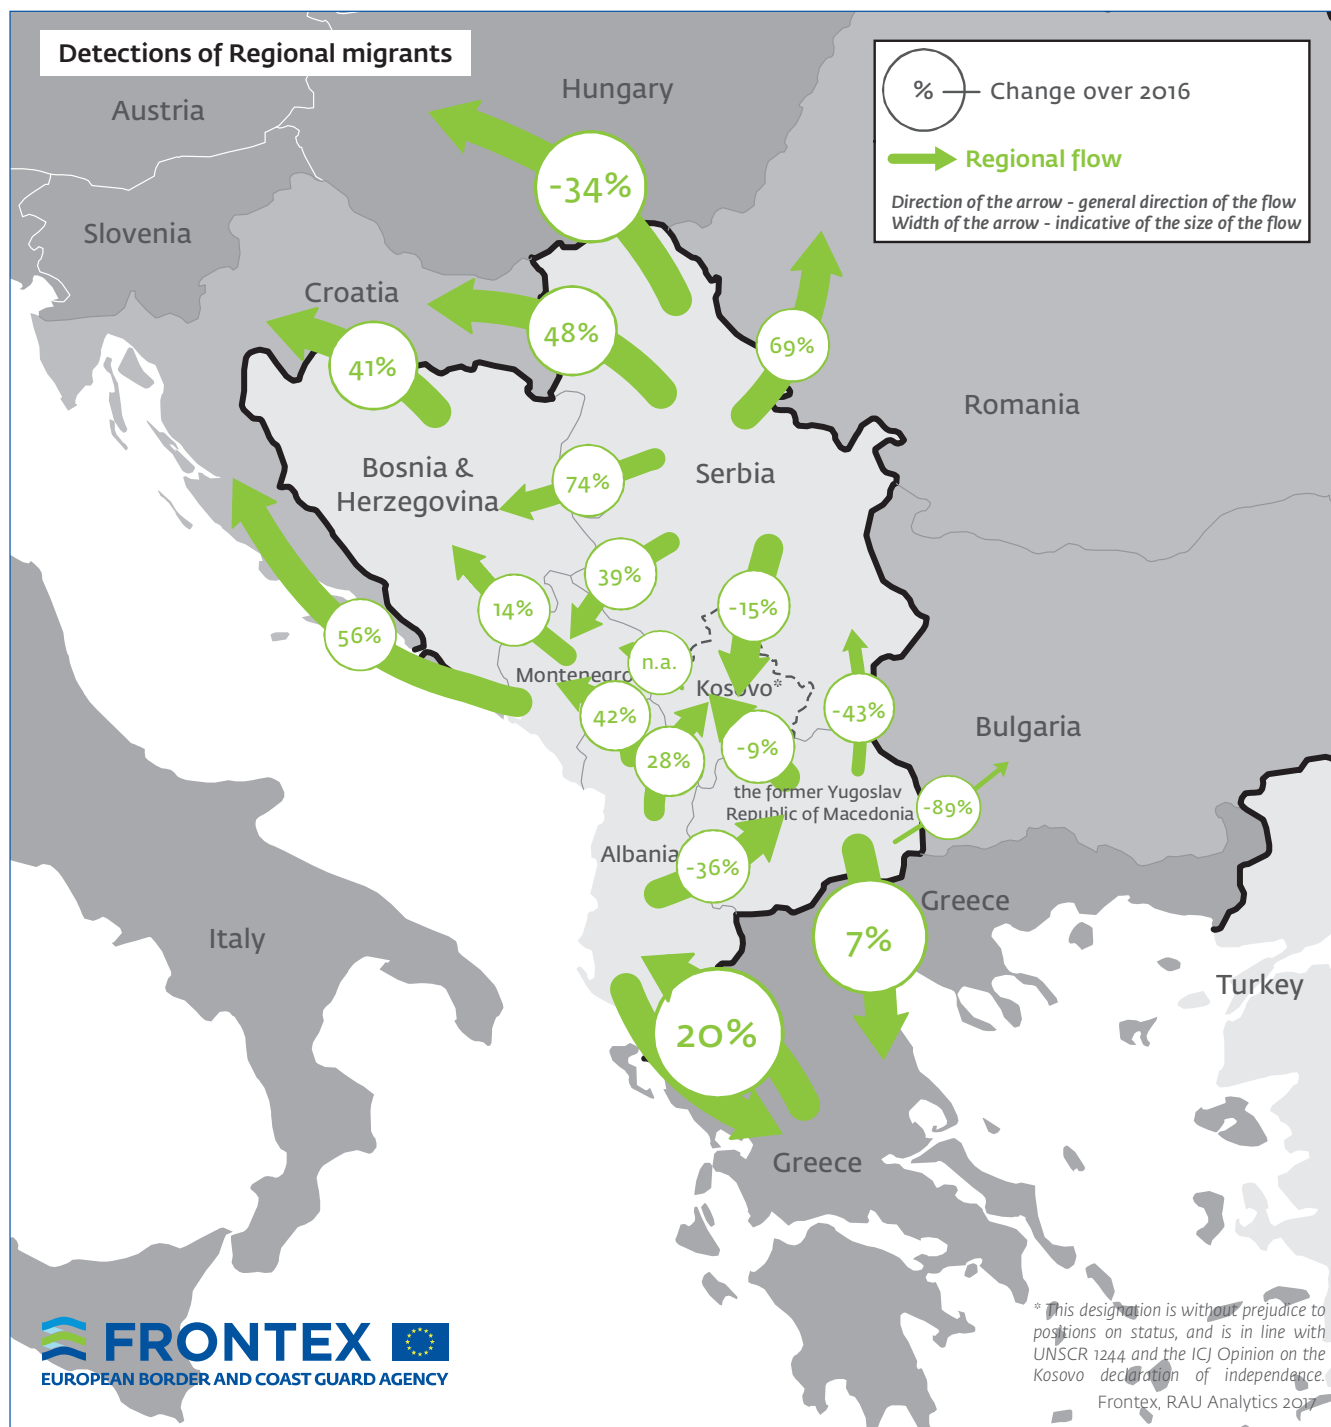 Detections of Regional migrants
% Change over 2016
Regional flow
Direction of the arrow - general direction of the flow
Width of the arrow - indicative of the size of the flow
Hungary
Austria
-34%
Slovenia
Croatia
48%
69%
41%
Romania
Bosnia &
Herzegovina
Serbia
74%
39%
14%
-15%
56%
n.a.
Montenegro
Kosovo*
42%
-43%
Bulgaria
28%
-9%
the former Yugoslav
Republic of Macedonia
-89%
Albania
-36%
Greece
Italy
7%
Turkey
20%
Greece
* This designation is without prejudice to
positions on status, and is in line with
UNSCR 1244 and the ICJ Opinion on the
Kosovo declaration of independence.
Frontex, RAU Analytics 2017
FRONTEX
EUROPEAN BORDER AND COAST GUARD AGENCY